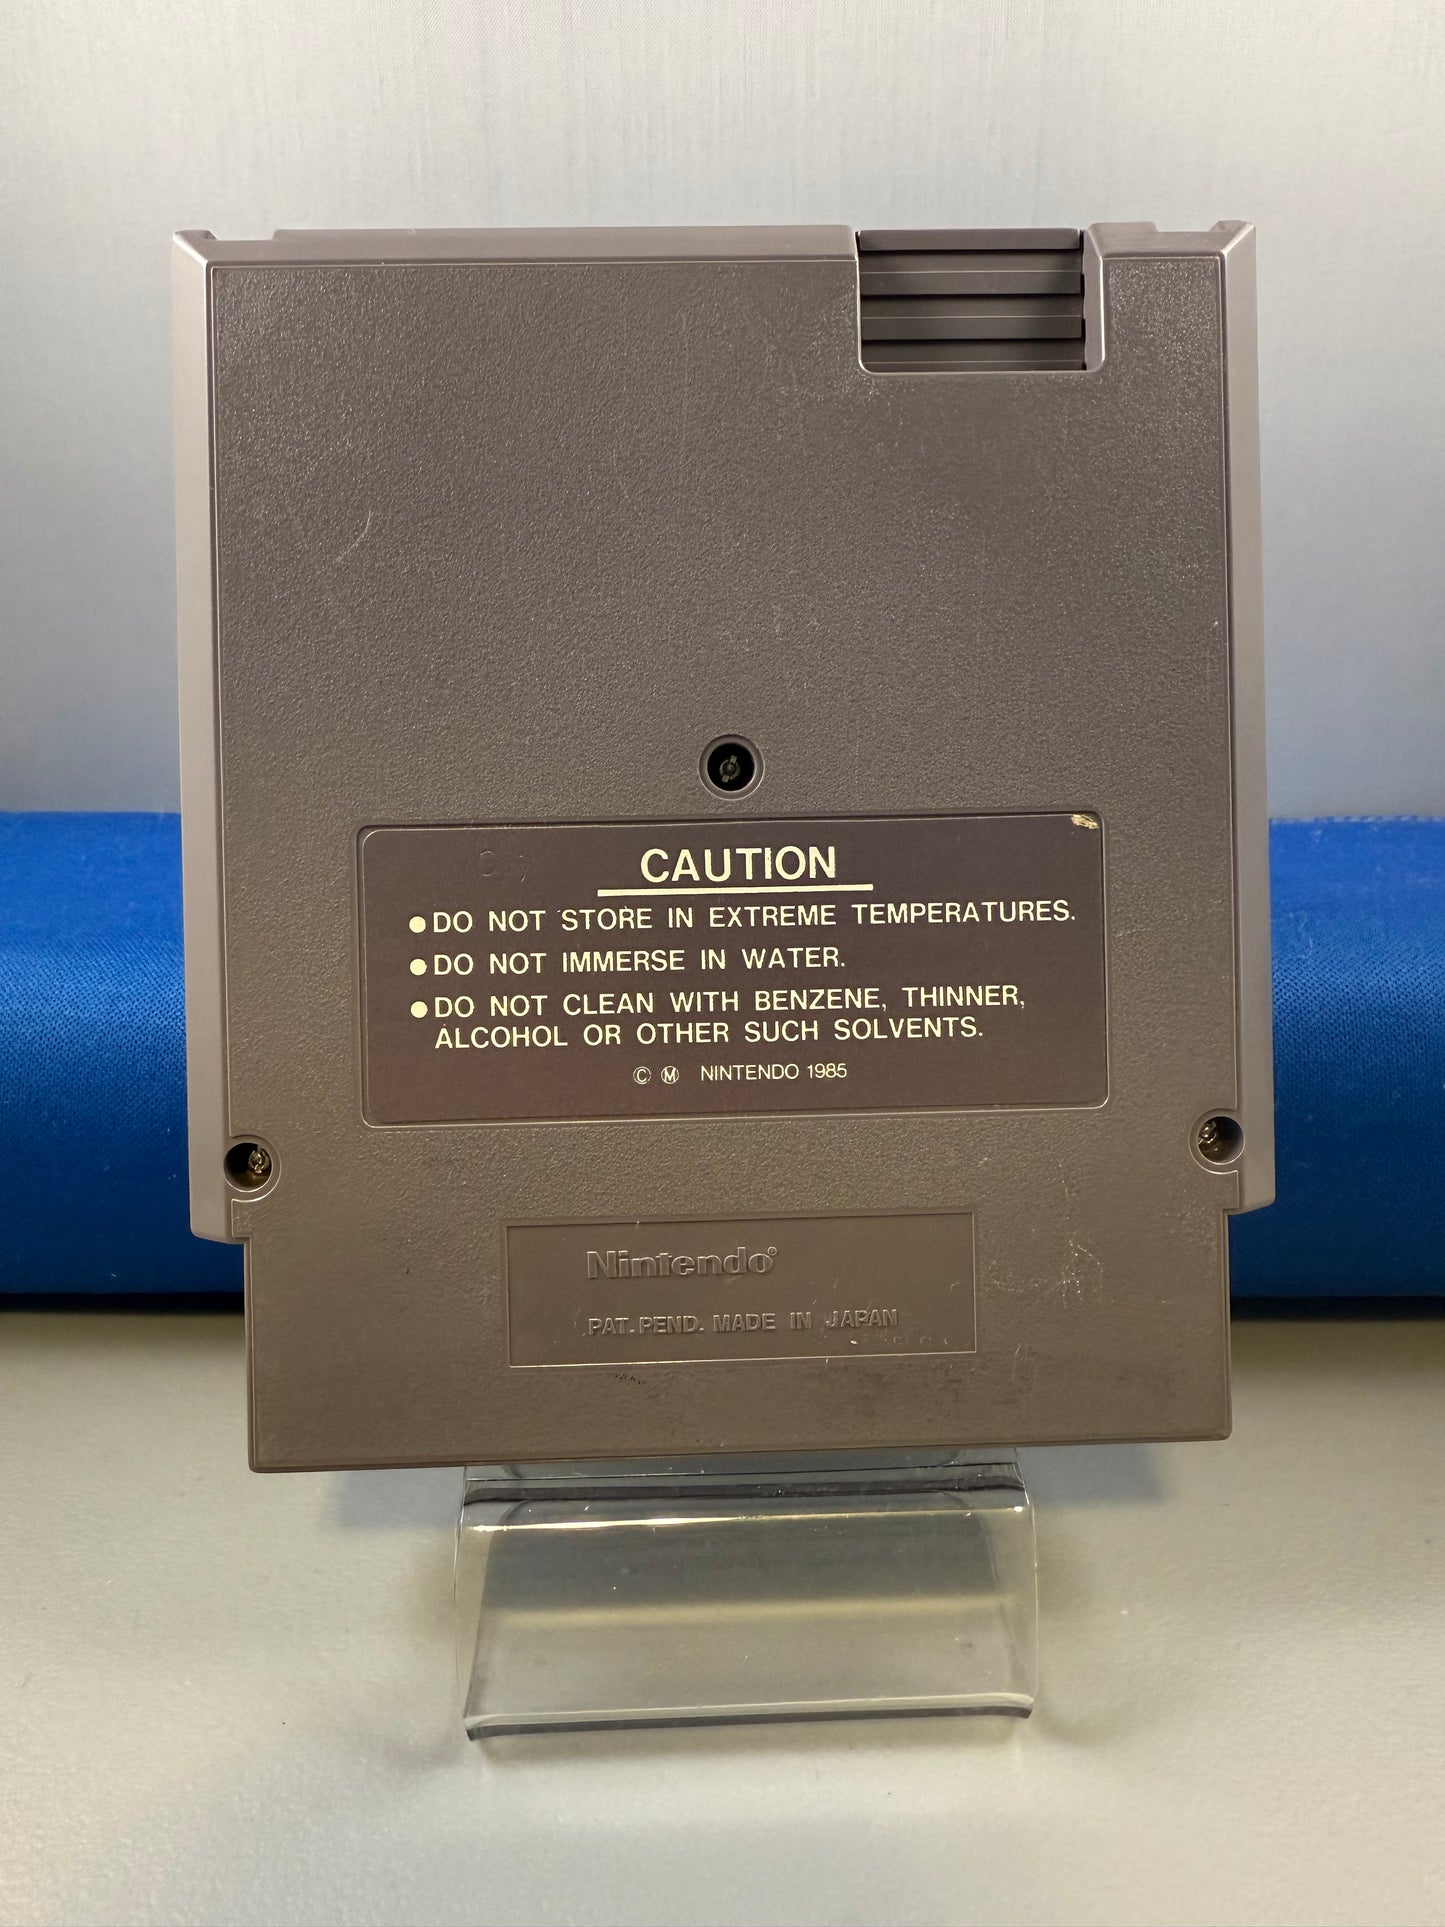 CAUTION
●DO NOT STORE IN EXTREME TEMPERATURES.
●DO NOT IMMERSE IN WATER.
●DO NOT CLEAN WITH BENZENE, THINNER,
ALCOHOL OR OTHER SUCH SOLVENTS.
© Ⓜ NINTENDO 1985
Nintendo®
PAT. PEND. MADE IN JAPAN